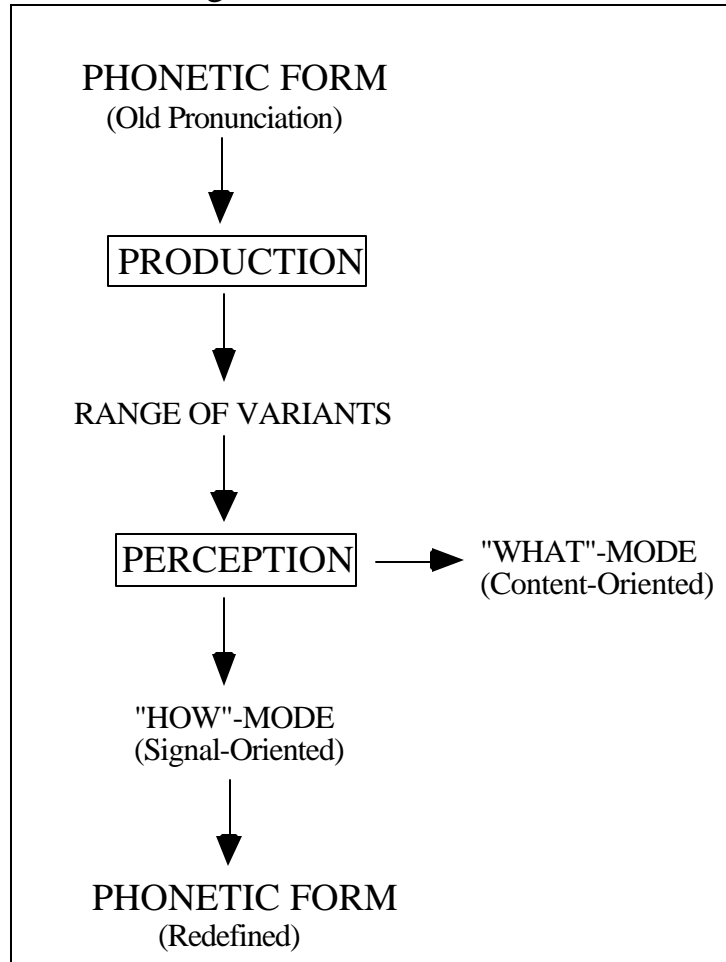 PHONETIC FORM
(Old Pronunciation)
PRODUCTION
RANGE OF VARIANTS
PERCEPTION
"WHAT"-MODE
(Content-Oriented)
"HOW"-MODE
(Signal-Oriented)
PHONETIC FORM
(Redefined)